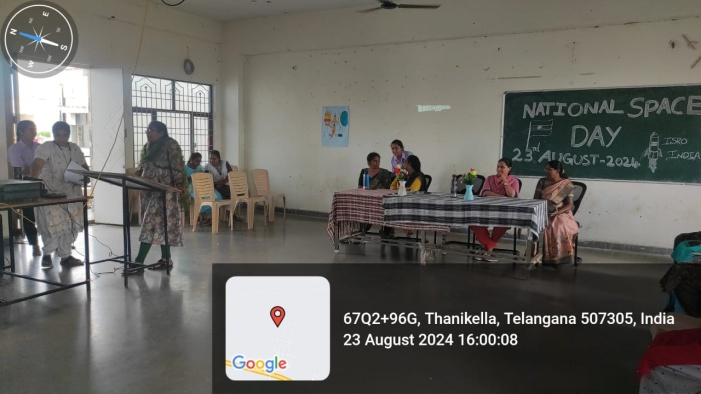 N
E
S
W
NATIONAL SPACE
DAY
23rd AUGUST-2024
ISRO
INDIA
67Q2+96G, Thanikella, Telangana 507305, India
23 August 2024 16:00:08
Google